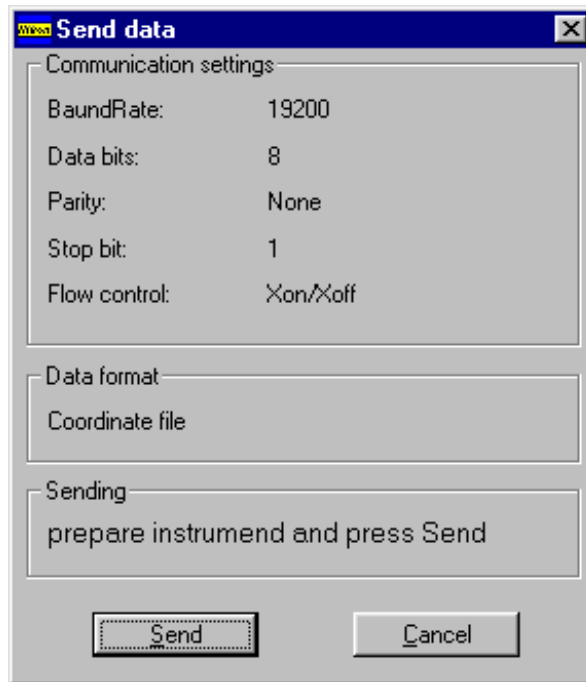 Send data
Communication settings
BaundRate: 19200
Data bits: 8
Parity: None
Stop bit: 1
Flow control: Xon/Xoff
Data format
Coordinate file
Sending
prepare instrumend and press Send
Send Cancel